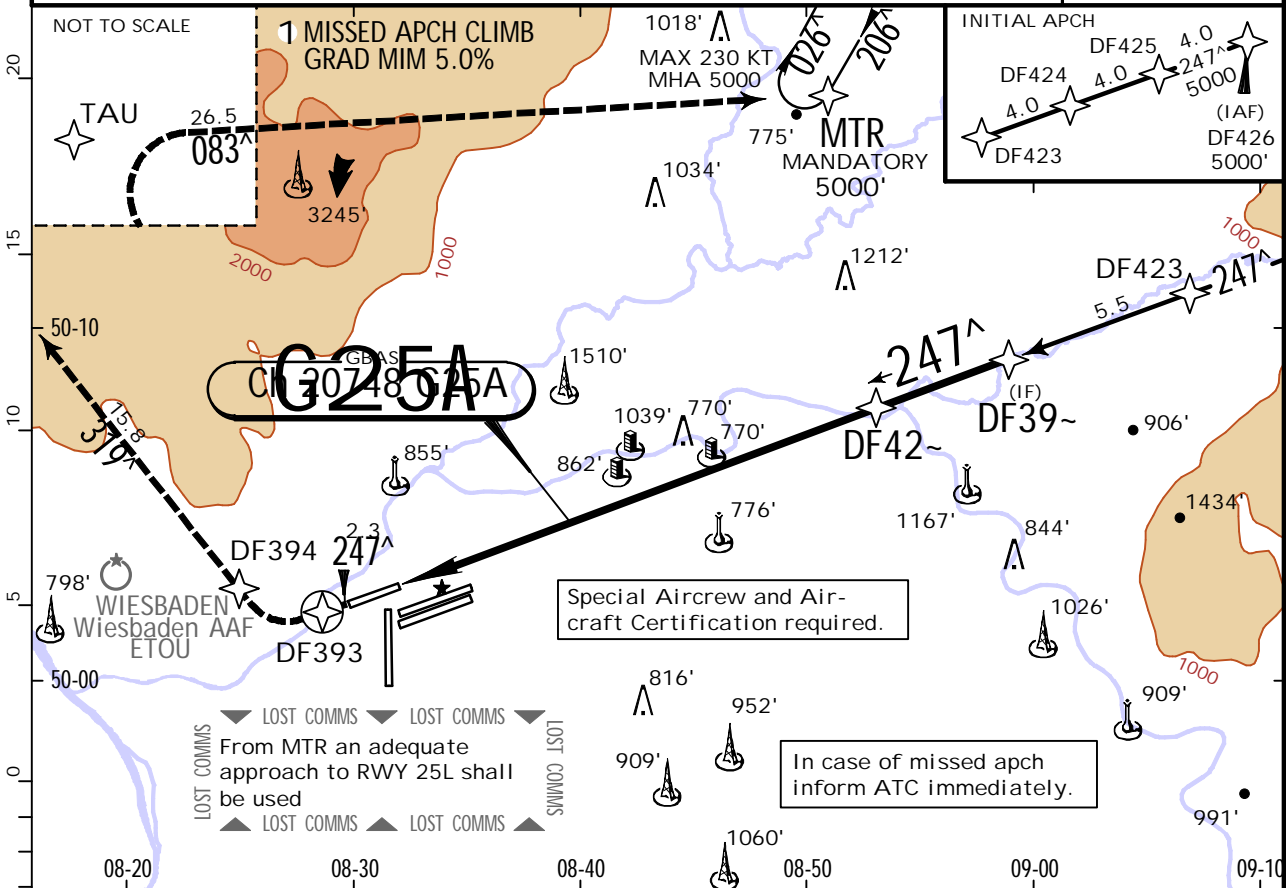 NOT TO SCALE
1 MISSED APCH CLIMB
GRAD MIM 5.0%
1018'
MAX 230 KT
MHA 5000
026^
206^
INITIAL APCH
DF425
4.0
247^
5000
DF424
4.0
4.0
(IAF)
DF426
5000'
DF423
20
TAU
26.5
083^
775'
MTR
MANDATORY
5000'
1034'
3245'
15
2000
1000
1212'
1000
DF423
247^
5.5
50-10
GBAS
Ch 20748 G25A
G25A
1510'
247^
(IF)
DF39~
DF42~
10
15.8
319^
1039'
770'
770'
862'
855'
906'
776'
1167'
1434'
844'
2.3
247^
DF394
798'
WIESBADEN
Wiesbaden AAF
ETOU
5
DF393
Special Aircrew and Air-
craft Certification required.
1026'
1000
50-00
816'
952'
909'
909'
LOST COMMS LOST COMMS
LOST COMMS
From MTR an adequate
approach to RWY 25L shall
be used
LOST COMMS
LOST COMMS LOST COMMS
In case of missed apch
inform ATC immediately.
0
991'
1060'
08-20
08-30
08-40
08-50
09-00
09-10